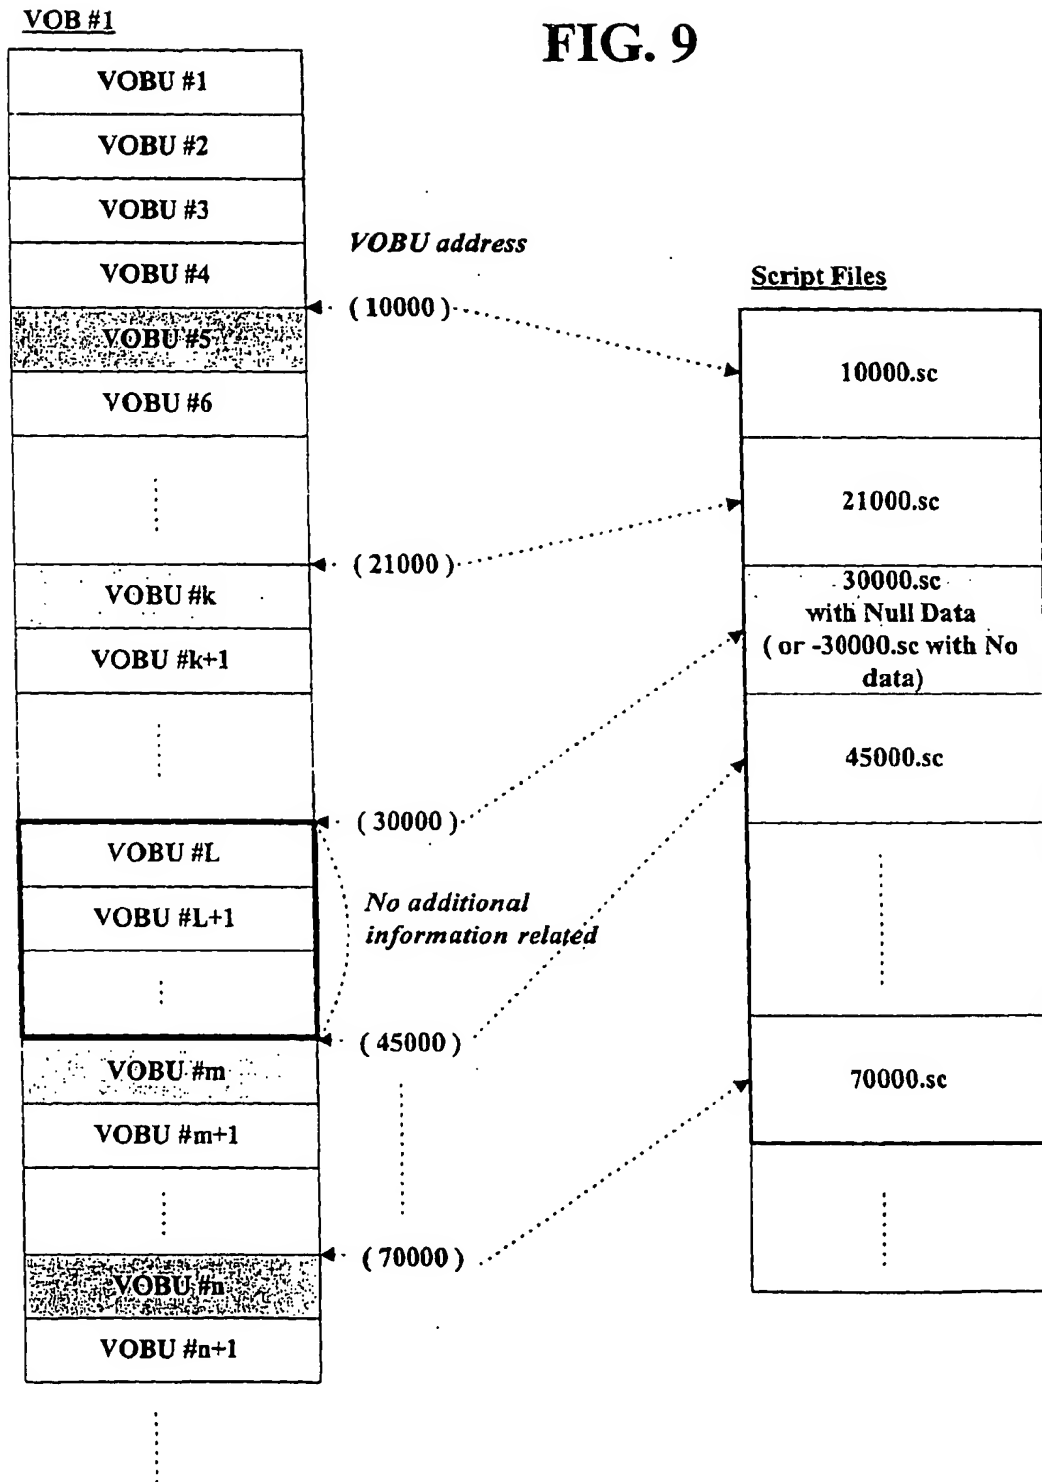 VOB #1
FIG. 9
VOBU #1
VOBU #2
VOBU #3
VOBU #4
VOBU #5
VOBU #6
VOBU #k
VOBU #k+1
VOBU #L
VOBU #L+1
VOBU #m
VOBU #m+1
VOBU #n
VOBU #n+1
VOBU address
( 10000 )
( 21000 )
( 30000 )
No additional
information related
( 45000 )
( 70000 )
Script Files
10000.sc
21000.sc
30000.sc
with Null Data
( or -30000.sc with No
data)
45000.sc
70000.sc